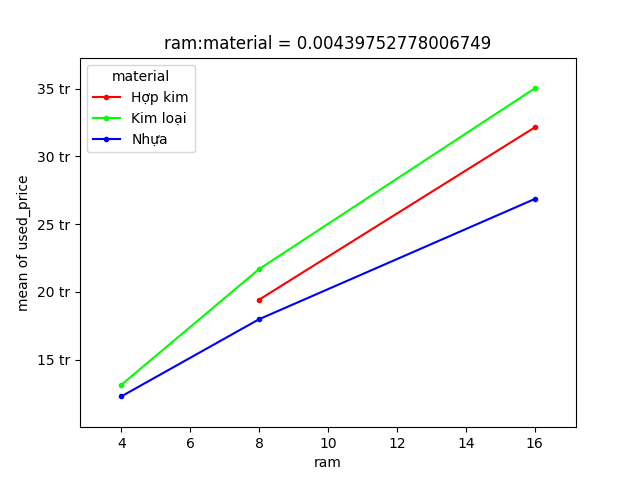 ram:material = 0.00439752778006749
material
Hợp kim
Kim loại
Nhựa
35 tr
30 tr
25 tr
20 tr
15 tr
mean of used_price
4 6 8 10 12 14 16
ram